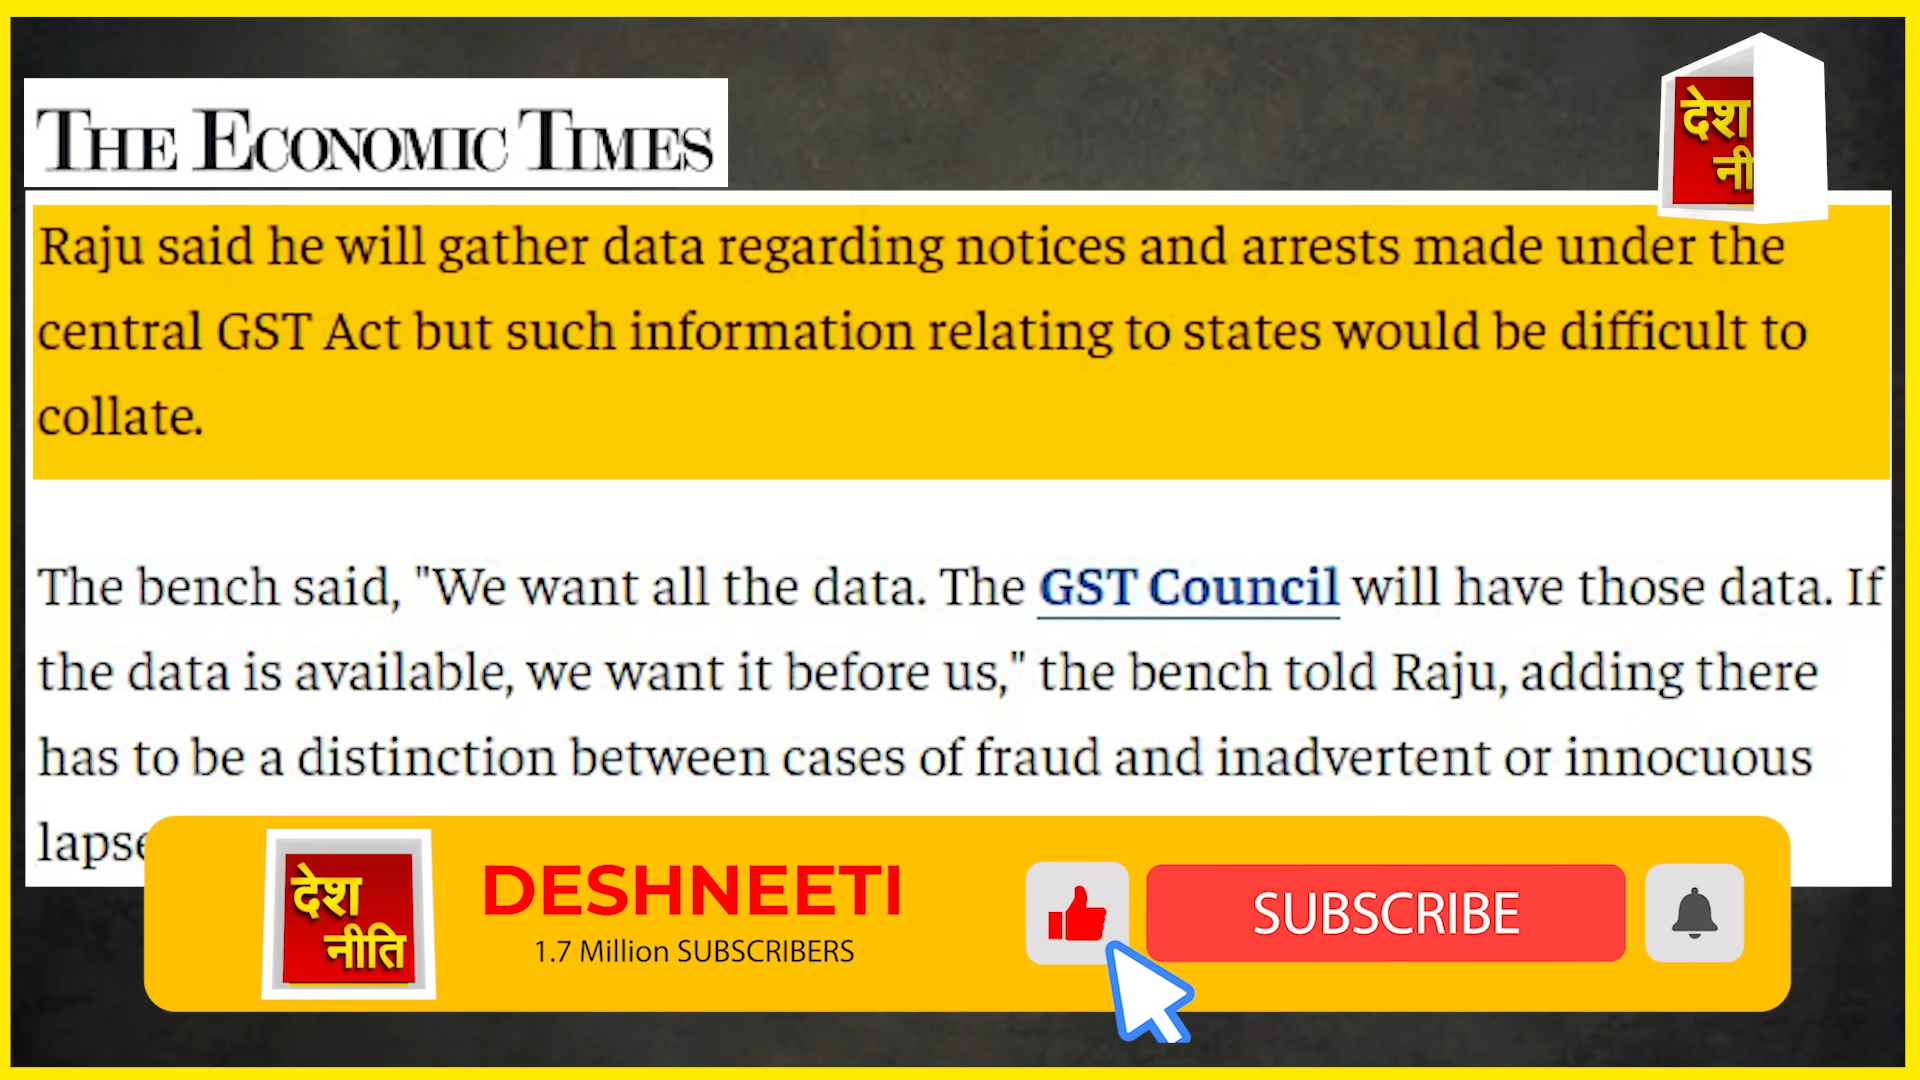 THE ECONOMIC TIMES
देश
नी
Raju said he will gather data regarding notices and arrests made under the
central GST Act but such information relating to states would be difficult to
collate.
The bench said, "We want all the data. The GST Council will have those data. If
the data is available, we want it before us," the bench told Raju, adding there
has to be a distinction between cases of fraud and inadvertent or innocuous
lapse
देश
नीति
DESHNEETI
1.7 Million SUBSCRIBERS
SUBSCRIBE